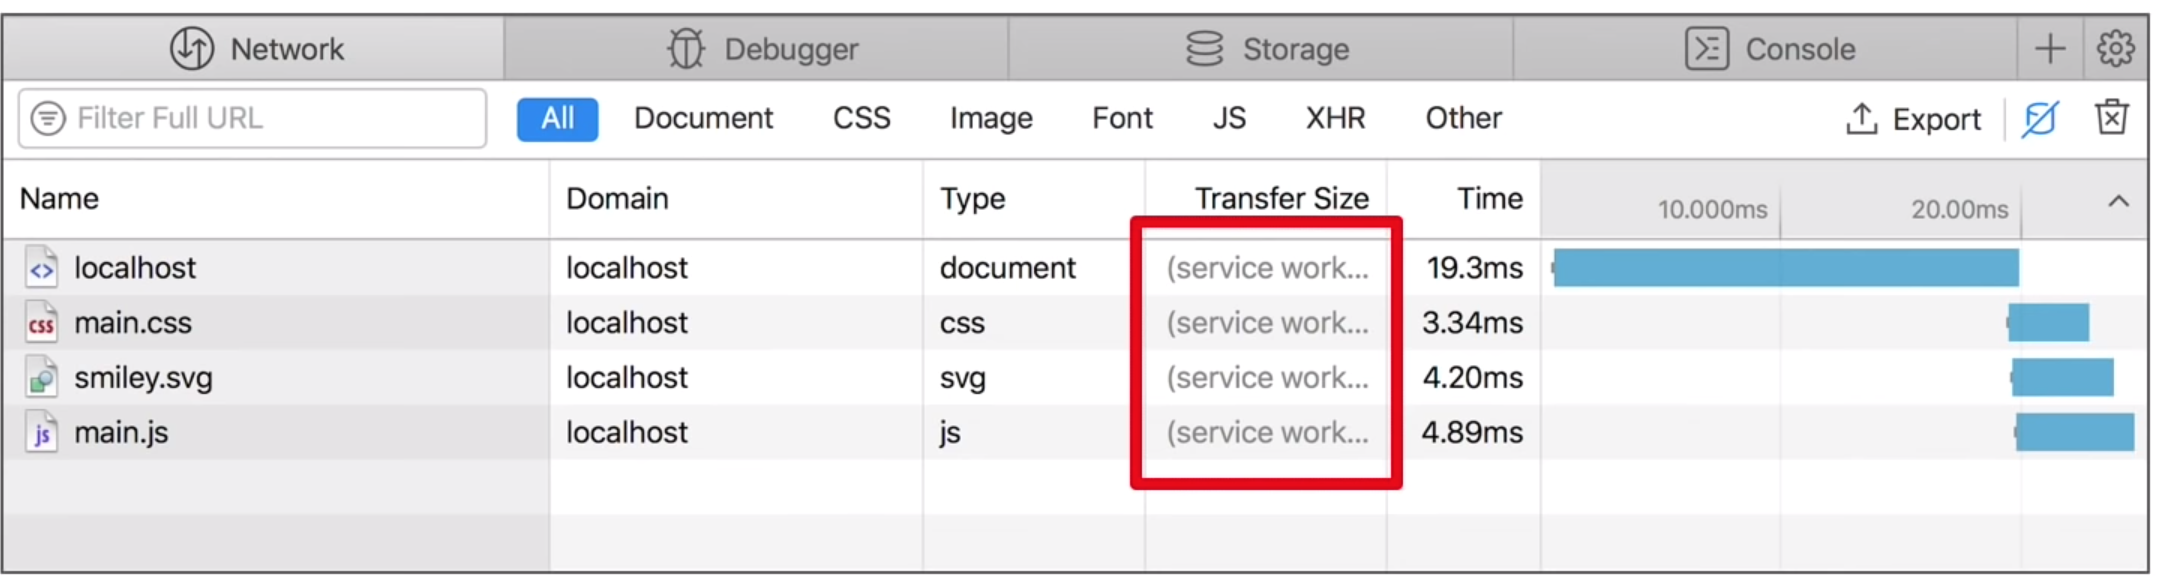 Network Debugger Storage Console
Filter Full URL All Document CSS Image Font JS XHR Other Export
Name Domain Type Transfer Size Time 10.000ms 20.00ms
<> localhost localhost document (service work... 19.3ms
css main.css localhost css (service work... 3.34ms
smiley.svg localhost svg (service work... 4.20ms
js main.js localhost js (service work... 4.89ms